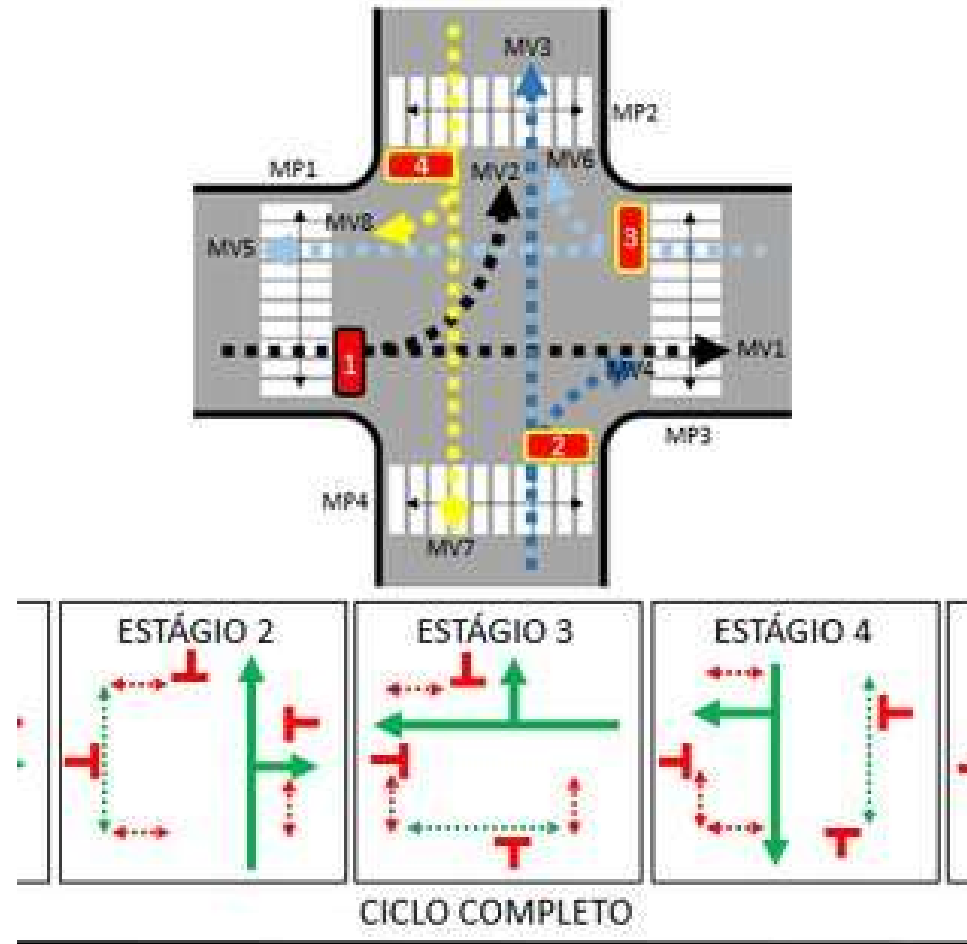 MV3
MP2
4
MP1
MV2
MV6
MV8
3
MV5
1
MV1
MV4
2
MP3
MP4
MV7
ESTÁGIO 2
ESTÁGIO 3
ESTÁGIO 4
CICLO COMPLETO